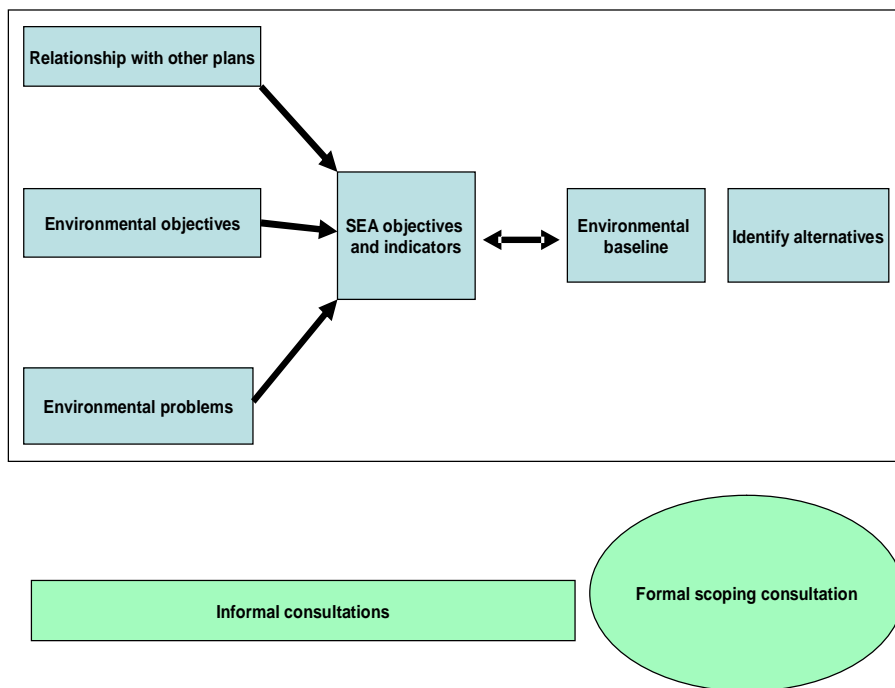 Relationship with other plans
Environmental objectives
SEA objectives
and indicators
Environmental
baseline
Identify alternatives
Environmental problems
Informal consultations
Formal scoping consultation